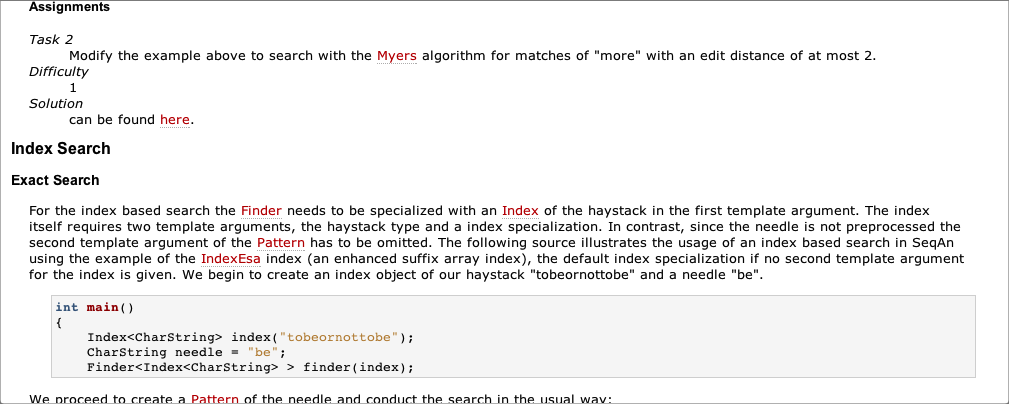 Assignments
Task 2
Modify the example above to search with the Myers algorithm for matches of "more" with an edit distance of at most 2.
Difficulty
1
Solution
can be found here.
Index Search
Exact Search
For the index based search the Finder needs to be specialized with an Index of the haystack in the first template argument. The index
itself requires two template arguments, the haystack type and a index specialization. In contrast, since the needle is not preprocessed the
second template argument of the Pattern has to be omitted. The following source illustrates the usage of an index based search in SeqAn
using the example of the IndexEsa index (an enhanced suffix array index), the default index specialization if no second template argument
for the index is given. We begin to create an index object of our haystack "tobeornottobe" and a needle "be".
int main()
{
    Index<CharString> index("tobeornottobe");
    CharString needle = "be";
    Finder<Index<CharString> > finder(index);
We proceed to create a Pattern of the needle and conduct the search in the usual way: